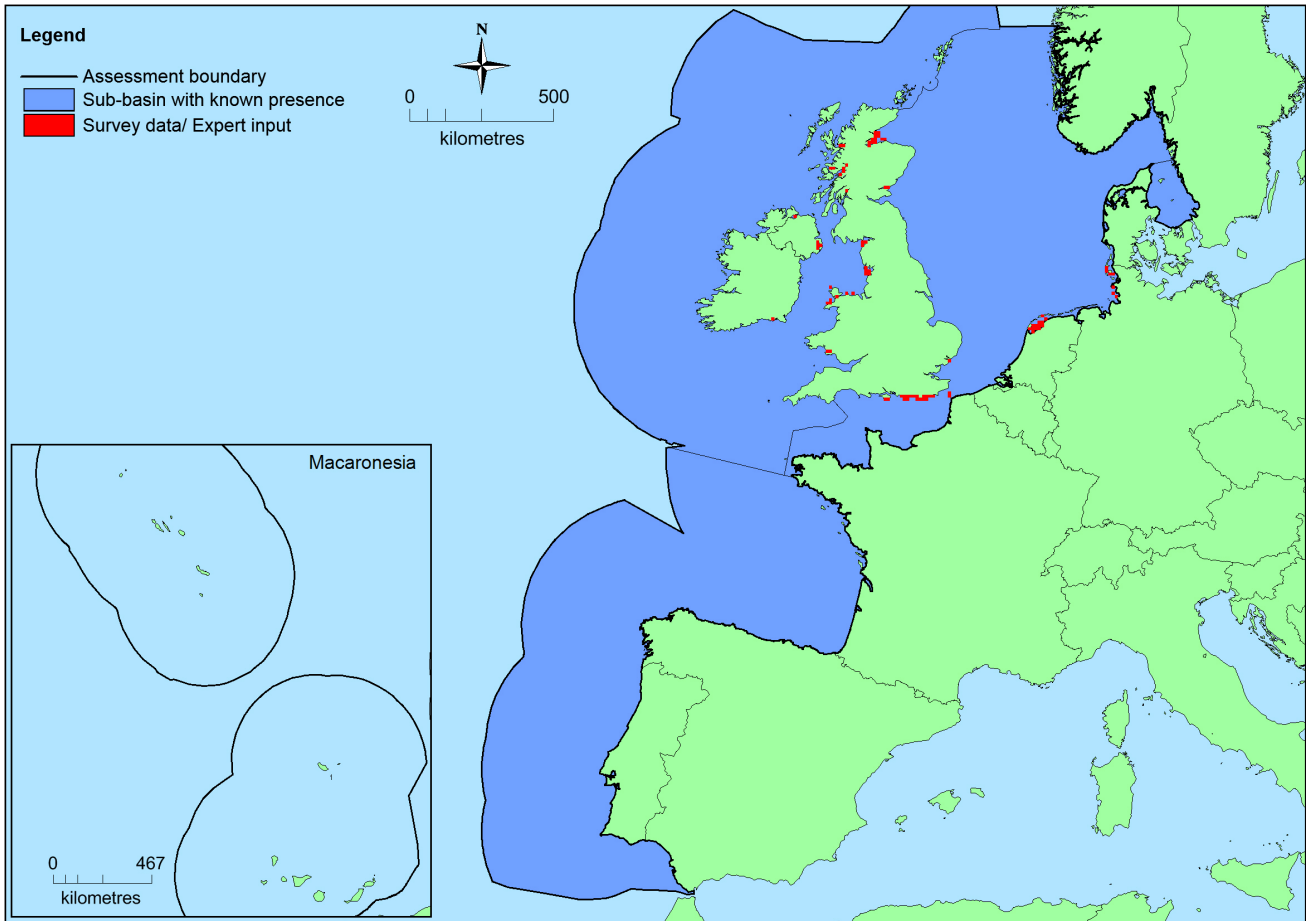 Legend
Assessment boundary
Sub-basin with known presence
Survey data/ Expert input
N
0 500
kilometres
Macaronesia
0 467
kilometres